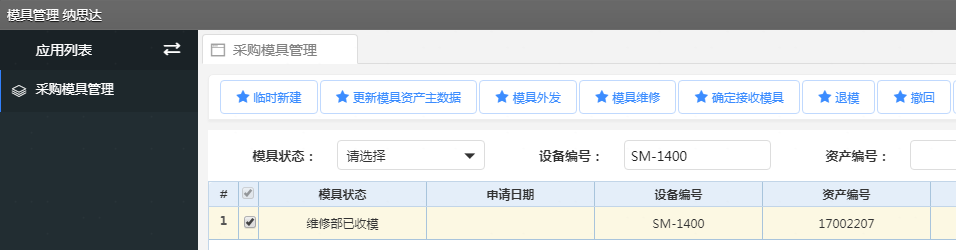 模具管理 纳思达
应用列表
采购模具管理
采购模具管理
临时新建 更新模具资产主数据 模具外发 模具维修 确定接收模具 退模 撤回
模具状态： 请选择 设备编号： SM-1400 资产编号：
# 模具状态 申请日期 设备编号 资产编号
1 维修部已收模 SM-1400 17002207